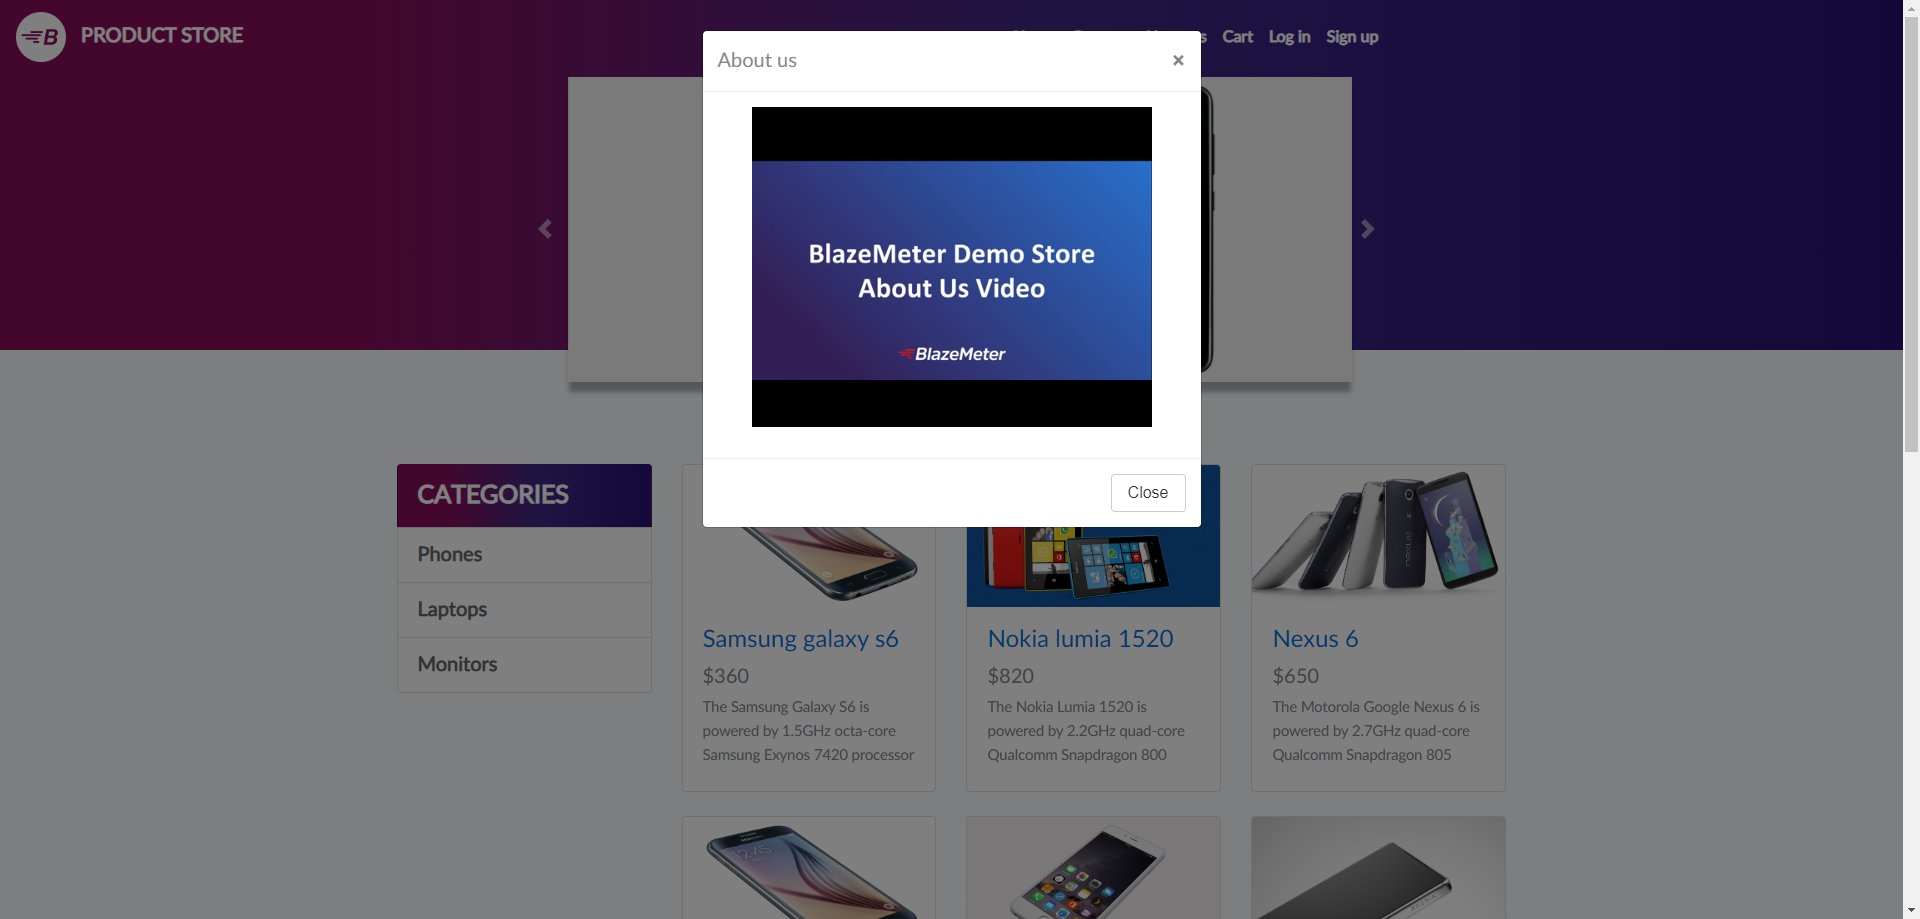 PRODUCT STORE
Cart Log in Sign up
About us
×
BlazeMeter Demo Store
About Us Video
BlazeMeter
Close
CATEGORIES
Phones
Laptops
Monitors
Samsung galaxy s6
$360
The Samsung Galaxy S6 is
powered by 1.5GHz octa-core
Samsung Exynos 7420 processor
Nokia lumia 1520
$820
The Nokia Lumia 1520 is
powered by 2.2GHz quad-core
Qualcomm Snapdragon 800
Nexus 6
$650
The Motorola Google Nexus 6 is
powered by 2.7GHz quad-core
Qualcomm Snapdragon 805
nexus
12:45